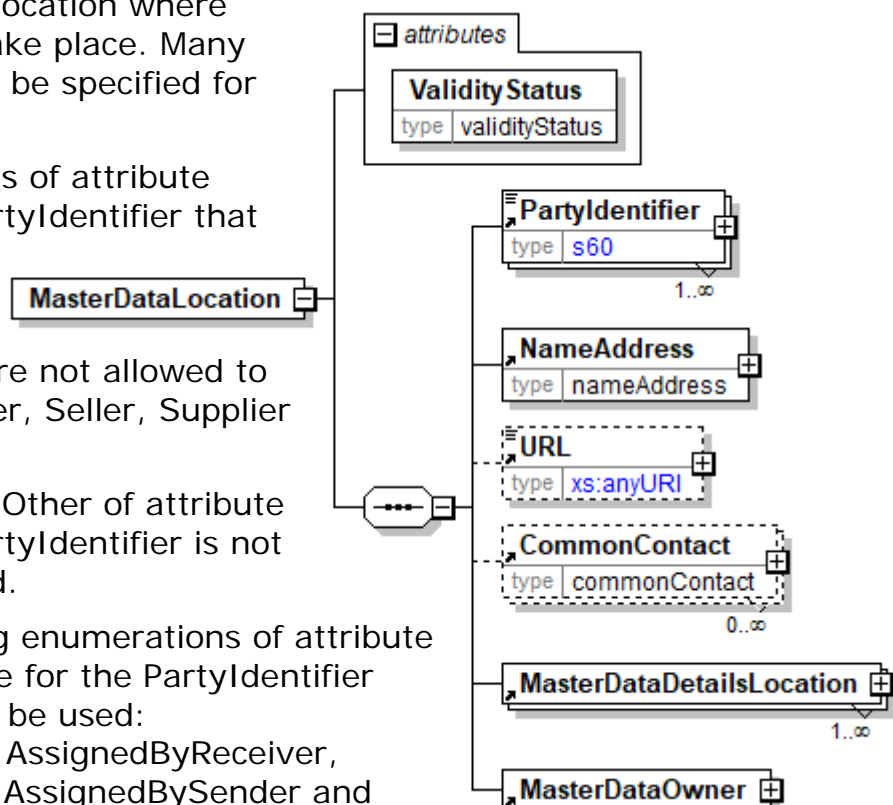 ocation where
ake place. Many
be specified for
s of attribute
rtyIdentifier that
re not allowed to
er, Seller, Supplier
Other of attribute
rtyIdentifier is not
d.
g enumerations of attribute
e for the PartyIdentifier
be used:
AssignedByReceiver,
AssignedBySender and
attributes
ValidityStatus
type validityStatus
MasterDataLocation
PartyIdentifier
type s60
1..∞
NameAddress
type nameAddress
URL
type xs:anyURI
CommonContact
type commonContact
0..∞
MasterDataDetailsLocation
1..∞
MasterDataOwner